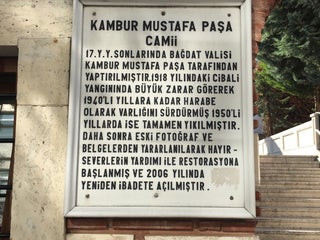 KAMBUR MUSTAFA PAŞA
CAMİİ
17.Y.Y.SONLARINDA BAĞDAT VALİSİ
KAMBUR MUSTAFA PAŞA TARAFINDAN
YAPTIRILMIŞTIR.1918 YILINDAKİ CİBALİ
YANGININDA BÜYÜK ZARAR GÖREREK
1940'LI YILLARA KADAR HARABE
OLARAK VARLIĞINI SÜRDÜRMÜŞ 1950'Lİ
YILLARDA İSE TAMAMEN YIKILMIŞTIR.
DAHA SONRA ESKİ FOTOĞRAF VE
BELGELERDEN TARARLANILARAK HAYIR-
SEVERLERİN YARDIMI İLE RESTORASYONA
BAŞLANMIŞ VE 2006 YILINDA
YENİDEN İBADETE AÇILMIŞTIR.